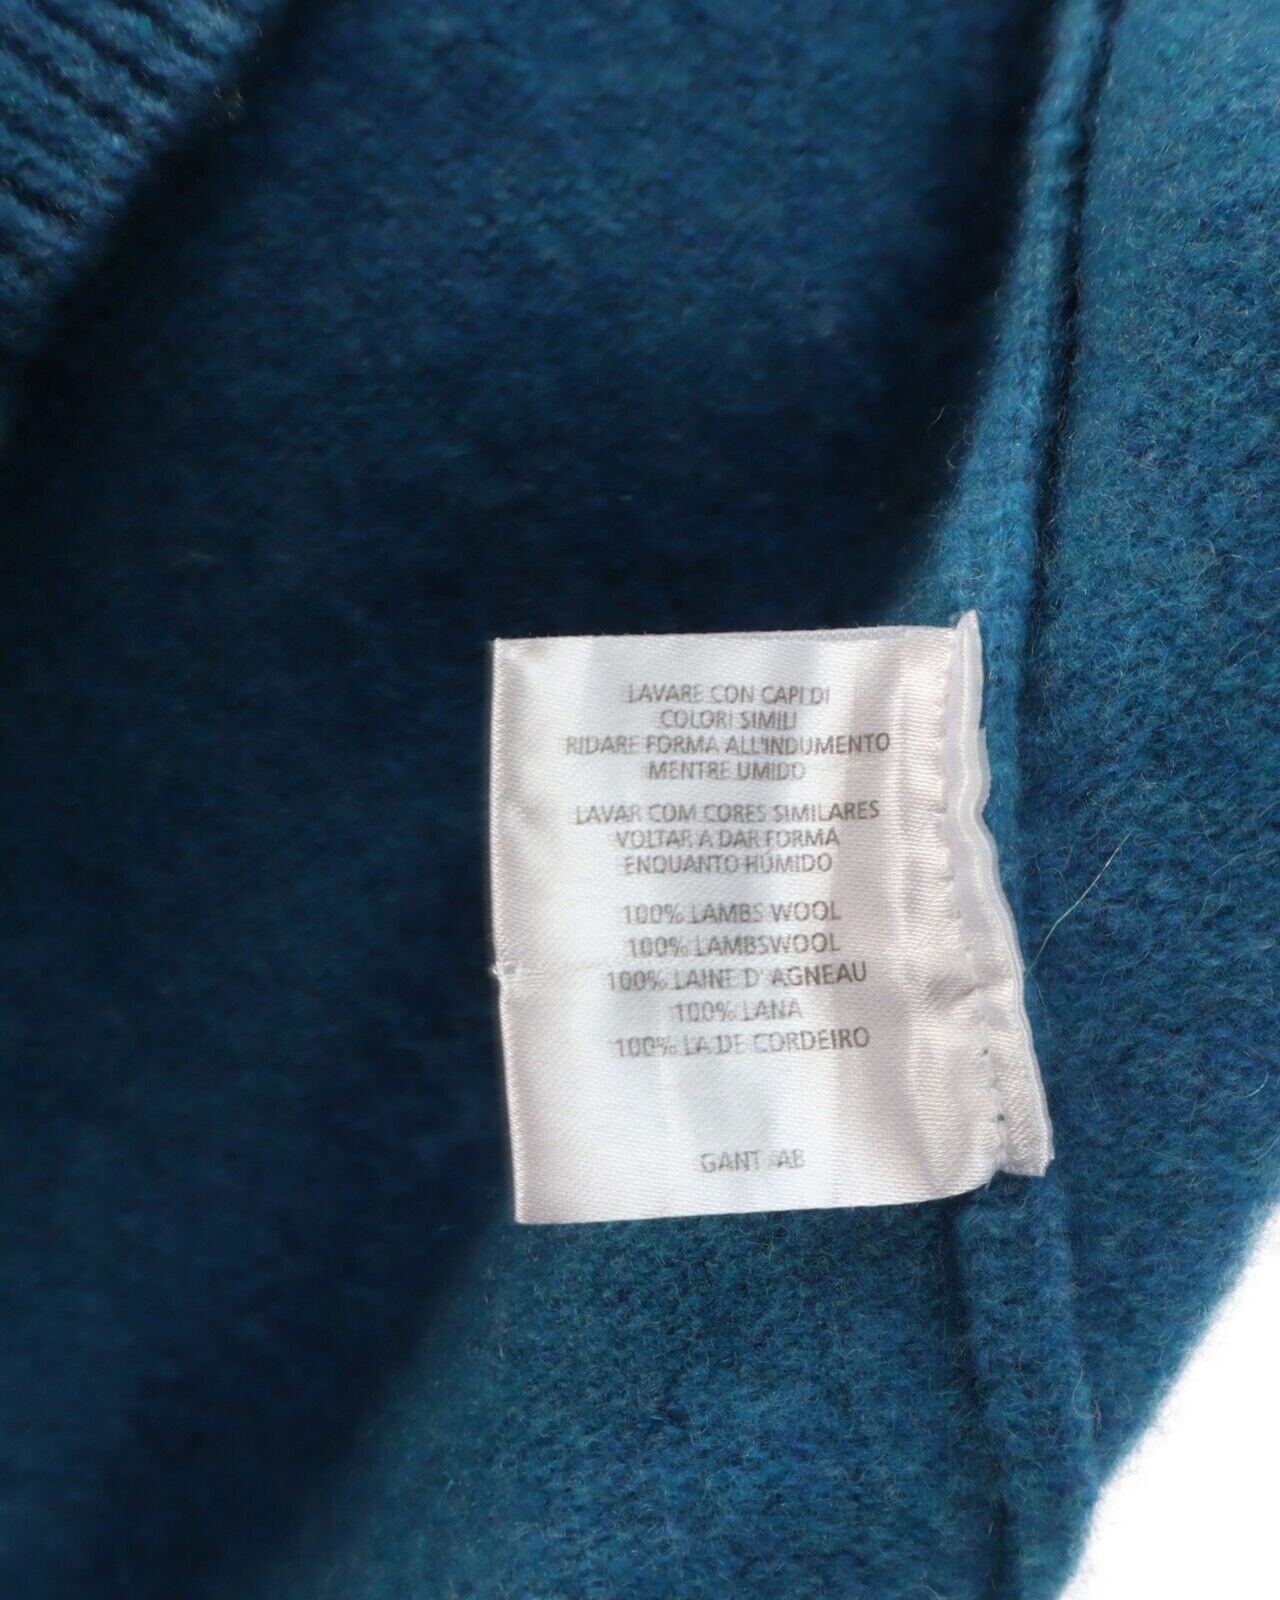 LAVARE CON CAPI DI
COLORI SIMILI
RIDARE FORMA ALL'INDUMENTO
MENTRE UMIDO
LAVAR COM CORES SIMILARES
VOLTAR A DAR FORMA
ENQUANTO HÚMIDO
100% LAMBS WOOL
100% LAMBSWOOL
100% LAINE D' AGNEAU
100% LANA
100% LA DE CORDEIRO
GANT AB